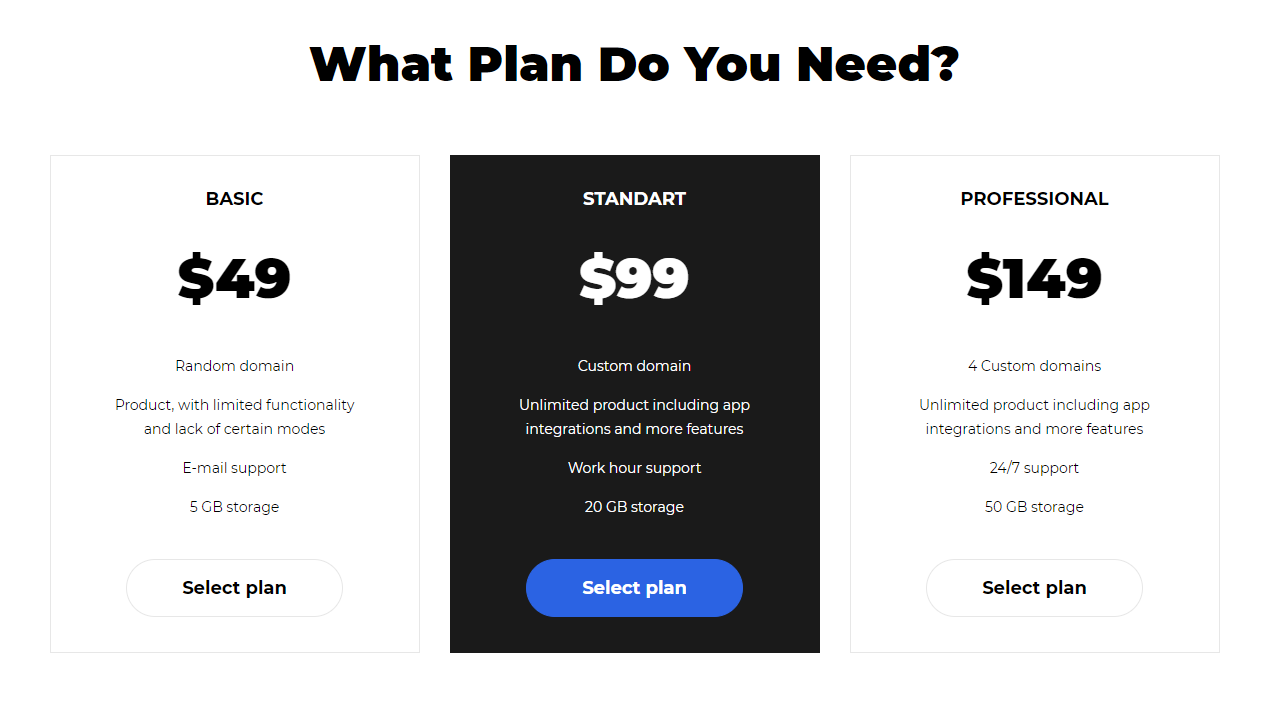 What Plan Do You Need?
BASIC
$49
Random domain
Product, with limited functionality
and lack of certain modes
E-mail support
5 GB storage
Select plan
STANDART
$99
Custom domain
Unlimited product including app
integrations and more features
Work hour support
20 GB storage
Select plan
PROFESSIONAL
$149
4 Custom domains
Unlimited product including app
integrations and more features
24/7 support
50 GB storage
Select plan